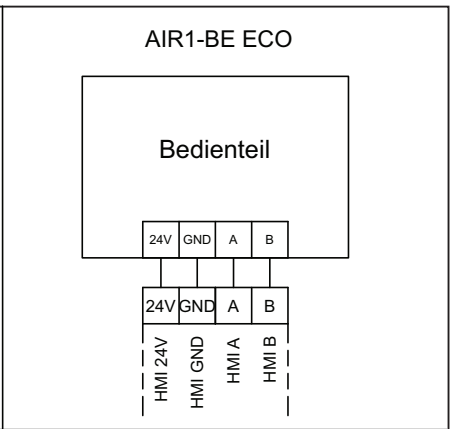 AIR1-BE ECO
Bedienteil
24V GND A B
24V GND A B
HMI 24V
HMI GND
HMI A
HMI B